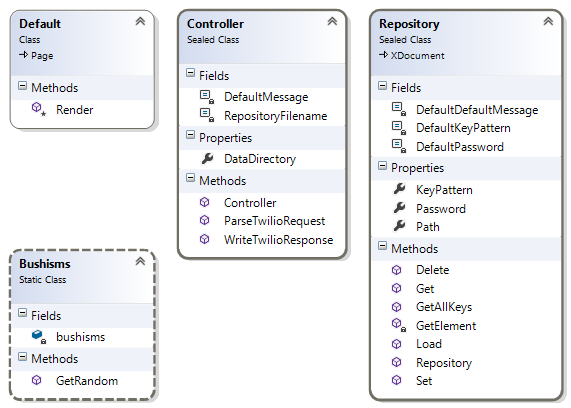 Default
Class
Page
Methods
Render
Controller
Sealed Class
Fields
DefaultMessage
RepositoryFilename
Properties
DataDirectory
Methods
Controller
ParseTwilioRequest
WriteTwilioResponse
Repository
Sealed Class
XDocument
Fields
DefaultDefaultMessage
DefaultKeyPattern
DefaultPassword
Properties
KeyPattern
Password
Path
Methods
Delete
Get
GetAllKeys
GetElement
Load
Repository
Set
Bushisms
Static Class
Fields
bushisms
Methods
GetRandom